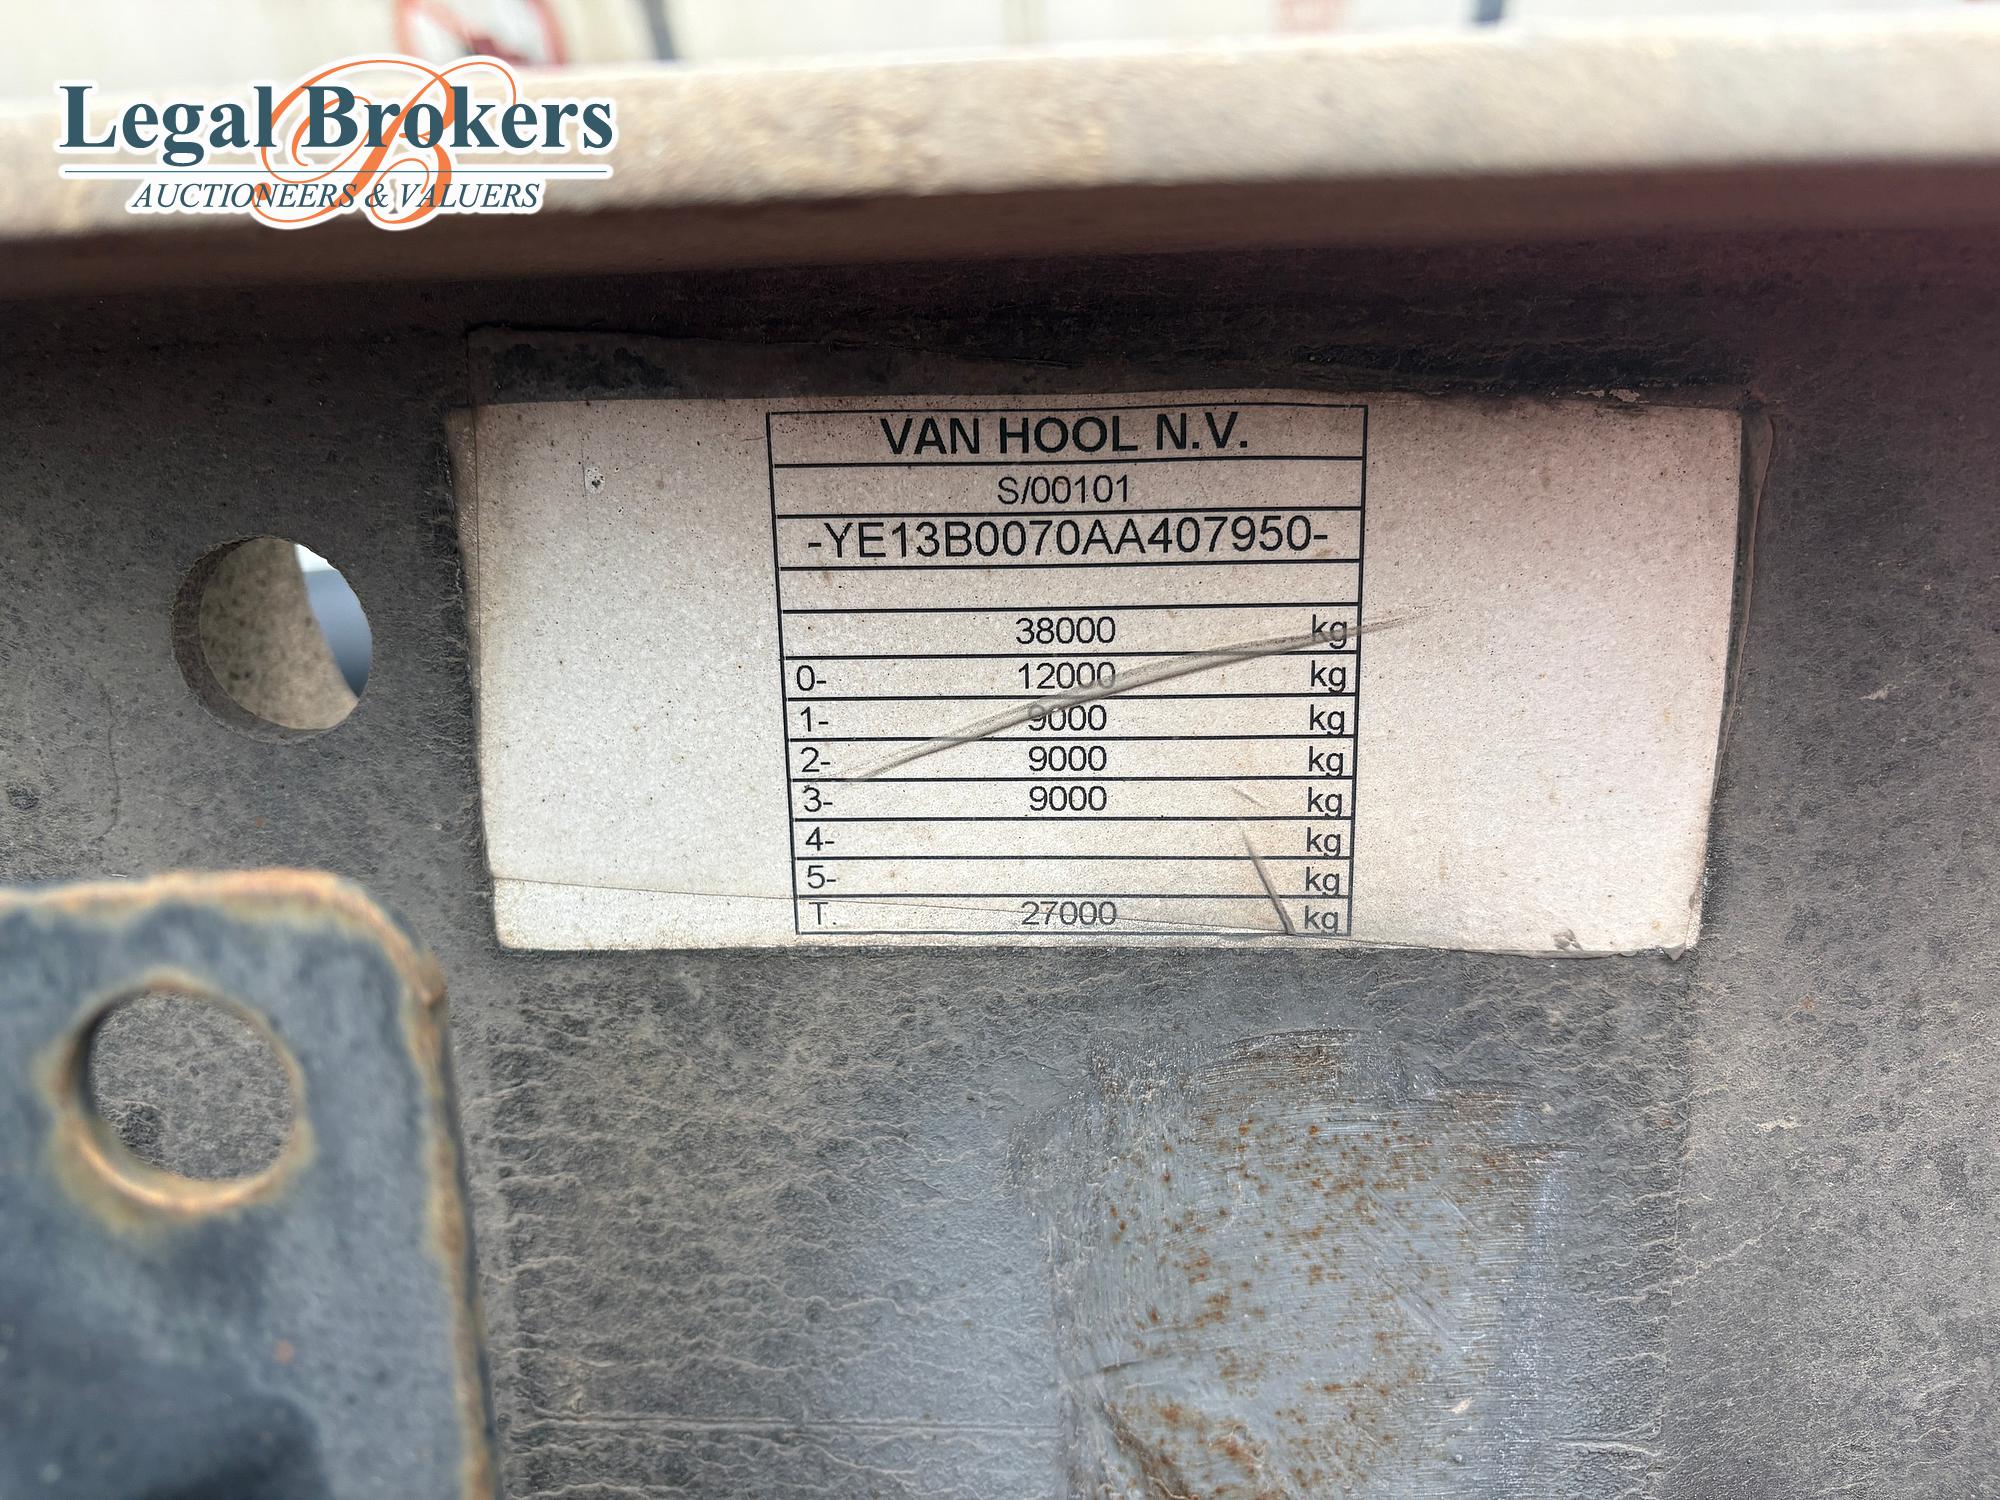 Legal Brokers
AUCTIONEERS & VALUERS
VAN HOOL N.V.
S/00101
-YE13B0070AA407950-
38000 kg
0- 12000 kg
1- 9000 kg
2- 9000 kg
3- 9000 kg
4- kg
5- kg
T. 27000 kg